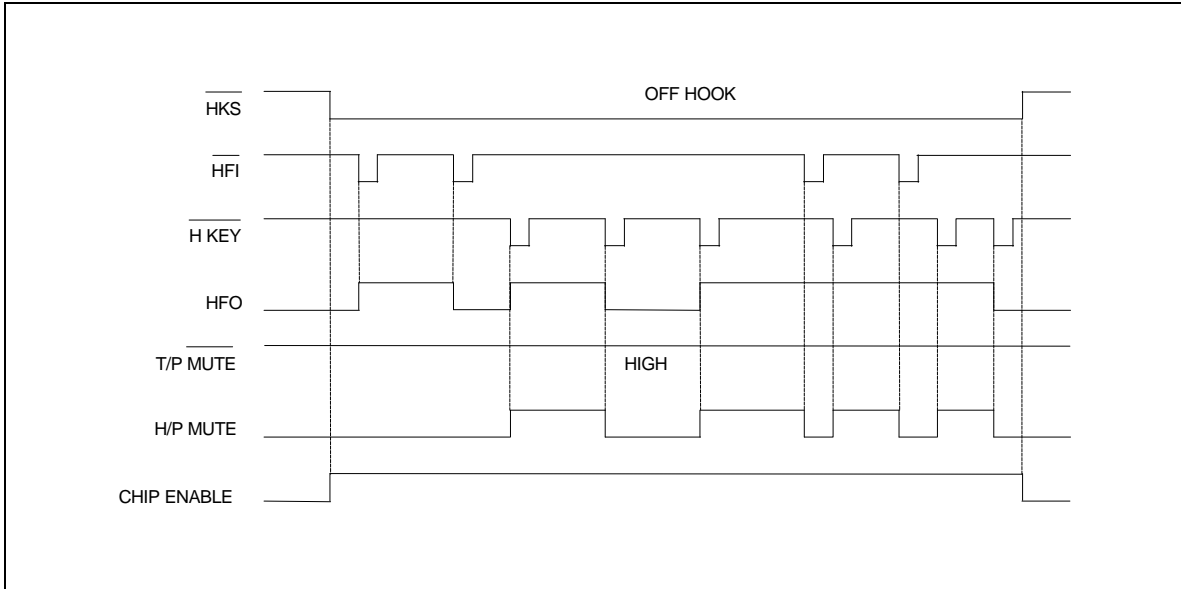 HKS
OFF HOOK
HFI
H KEY
HFO
T/P MUTE
HIGH
H/P MUTE
CHIP ENABLE